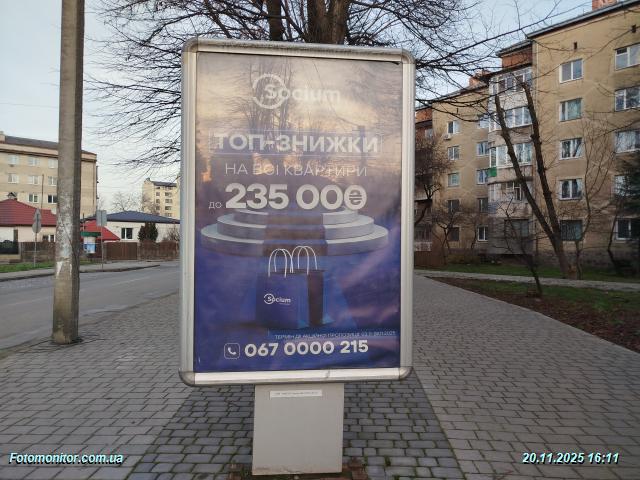 Socium
ТОП-ЗНИЖКИ
НА ВСІ КВАРТИРИ
ДО 235 000₴
Socium
067 0000 215
Fotomonitor.com.ua
20.11.2025 16:11